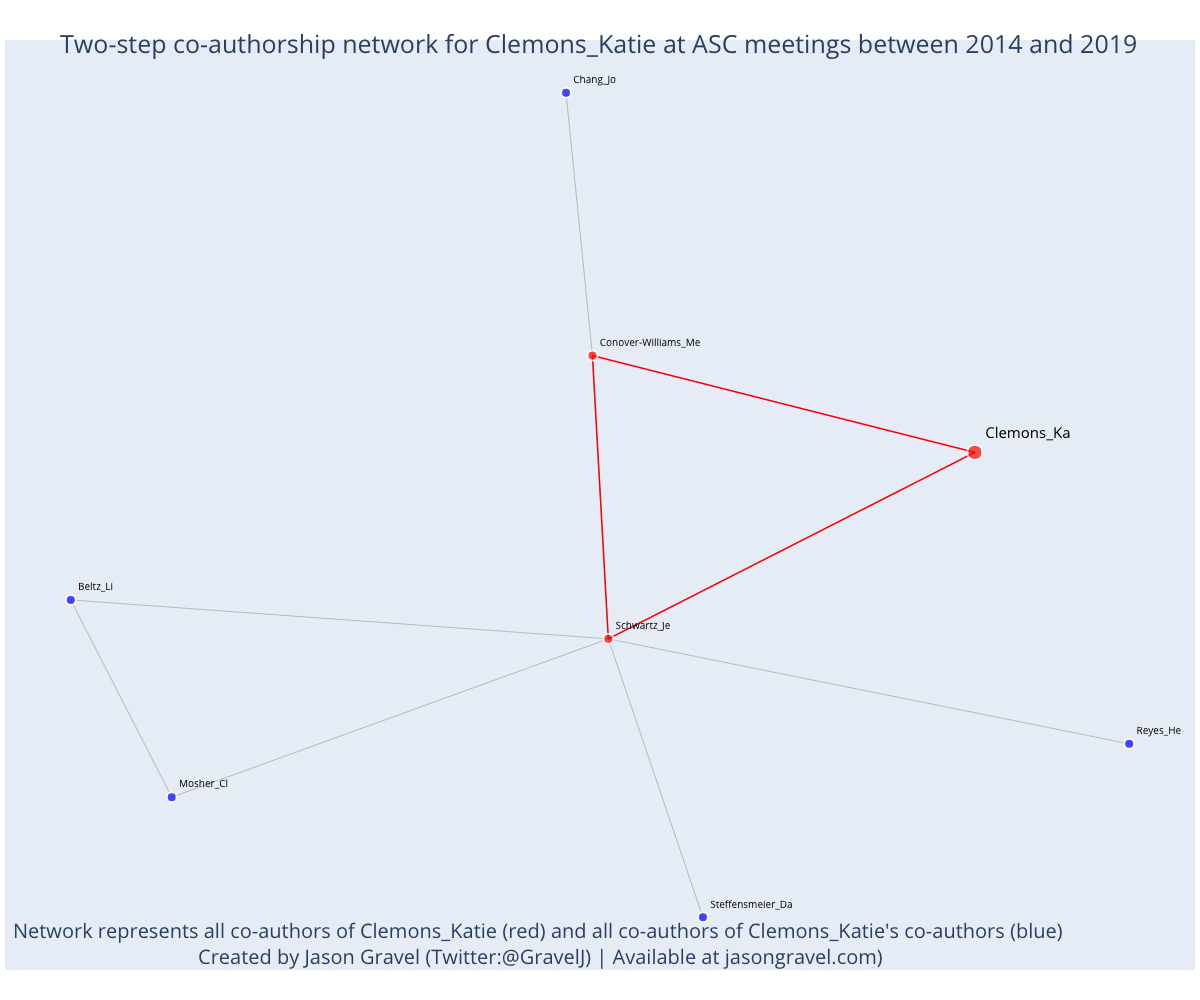 Two-step co-authorship network for Clemons_Katie at ASC meetings between 2014 and 2019
Chang_Jo
Conover-Williams_Me
Clemons_Ka
Beltz_Li
Schwartz_Je
Reyes_He
Mosher_Cl
Steffensmeier_Da
Network represents all co-authors of Clemons_Katie (red) and all co-authors of Clemons_Katie's co-authors (blue)
Created by Jason Gravel (Twitter:@GravelJ) | Available at jasongravel.com)